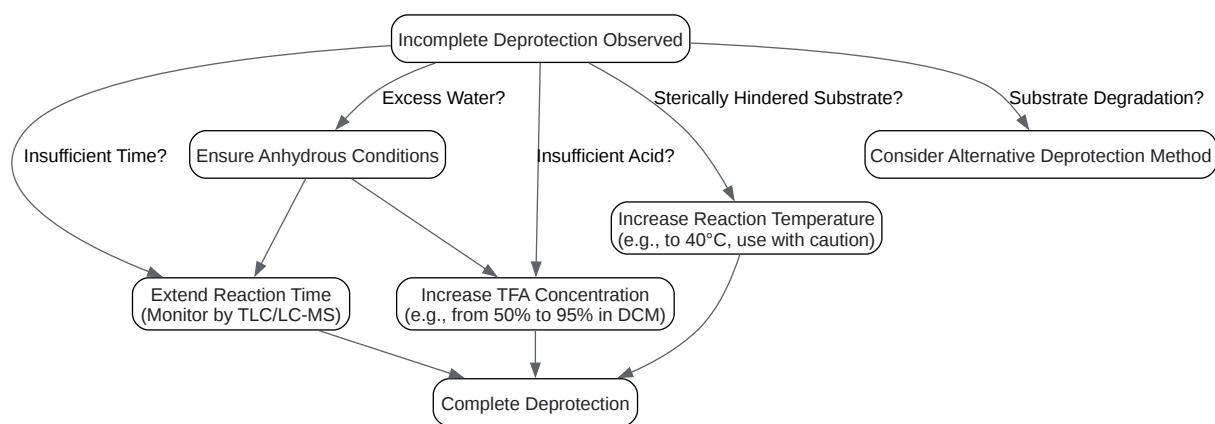 Incomplete Deprotection Observed
Excess Water?
Sterically Hindered Substrate?
Substrate Degradation?
Insufficient Time?
Ensure Anhydrous Conditions
Insufficient Acid?
Consider Alternative Deprotection Method
Increase Reaction Temperature
(e.g., to 40°C, use with caution)
Extend Reaction Time
(Monitor by TLC/LC-MS)
Increase TFA Concentration
(e.g., from 50% to 95% in DCM)
Complete Deprotection